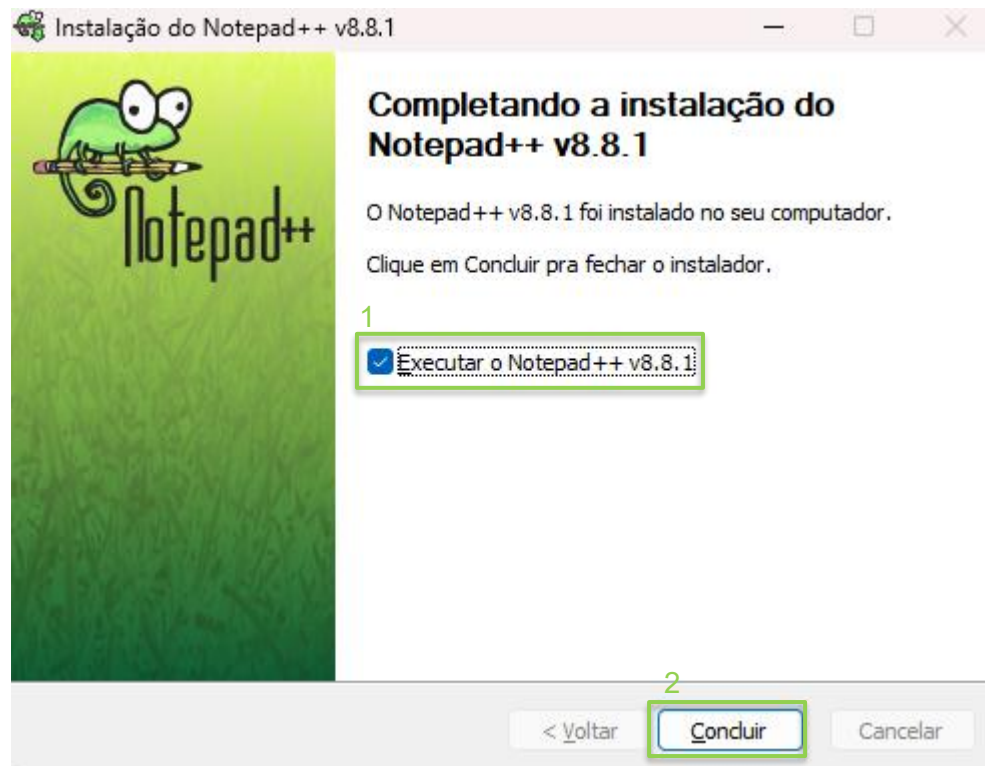 Instalação do Notepad++ v8.8.1
Notepad++
Completando a instalação do
Notepad++ v8.8.1
O Notepad++ v8.8.1 foi instalado no seu computador.
Clique em Concluir pra fechar o instalador.
1
Executar o Notepad++ v8.8.1
2
< Voltar
Concluir
Cancelar